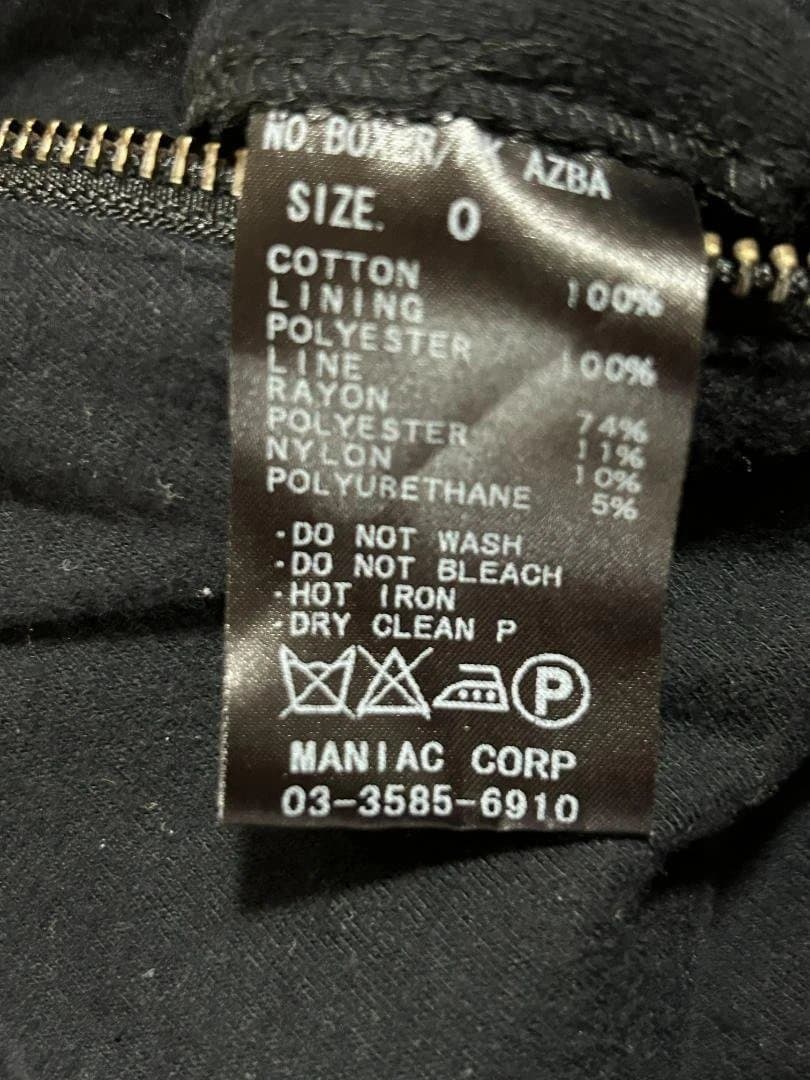 NO. BOXER/PK AZBA
SIZE. 0
COTTON 100%
LINING
POLYESTER 100%
LINE
RAYON 74%
POLYESTER 11%
NYLON 10%
POLYURETHANE 5%
·DO NOT WASH
·DO NOT BLEACH
·HOT IRON
·DRY CLEAN P
P
MANIAC CORP
03-3585-6910